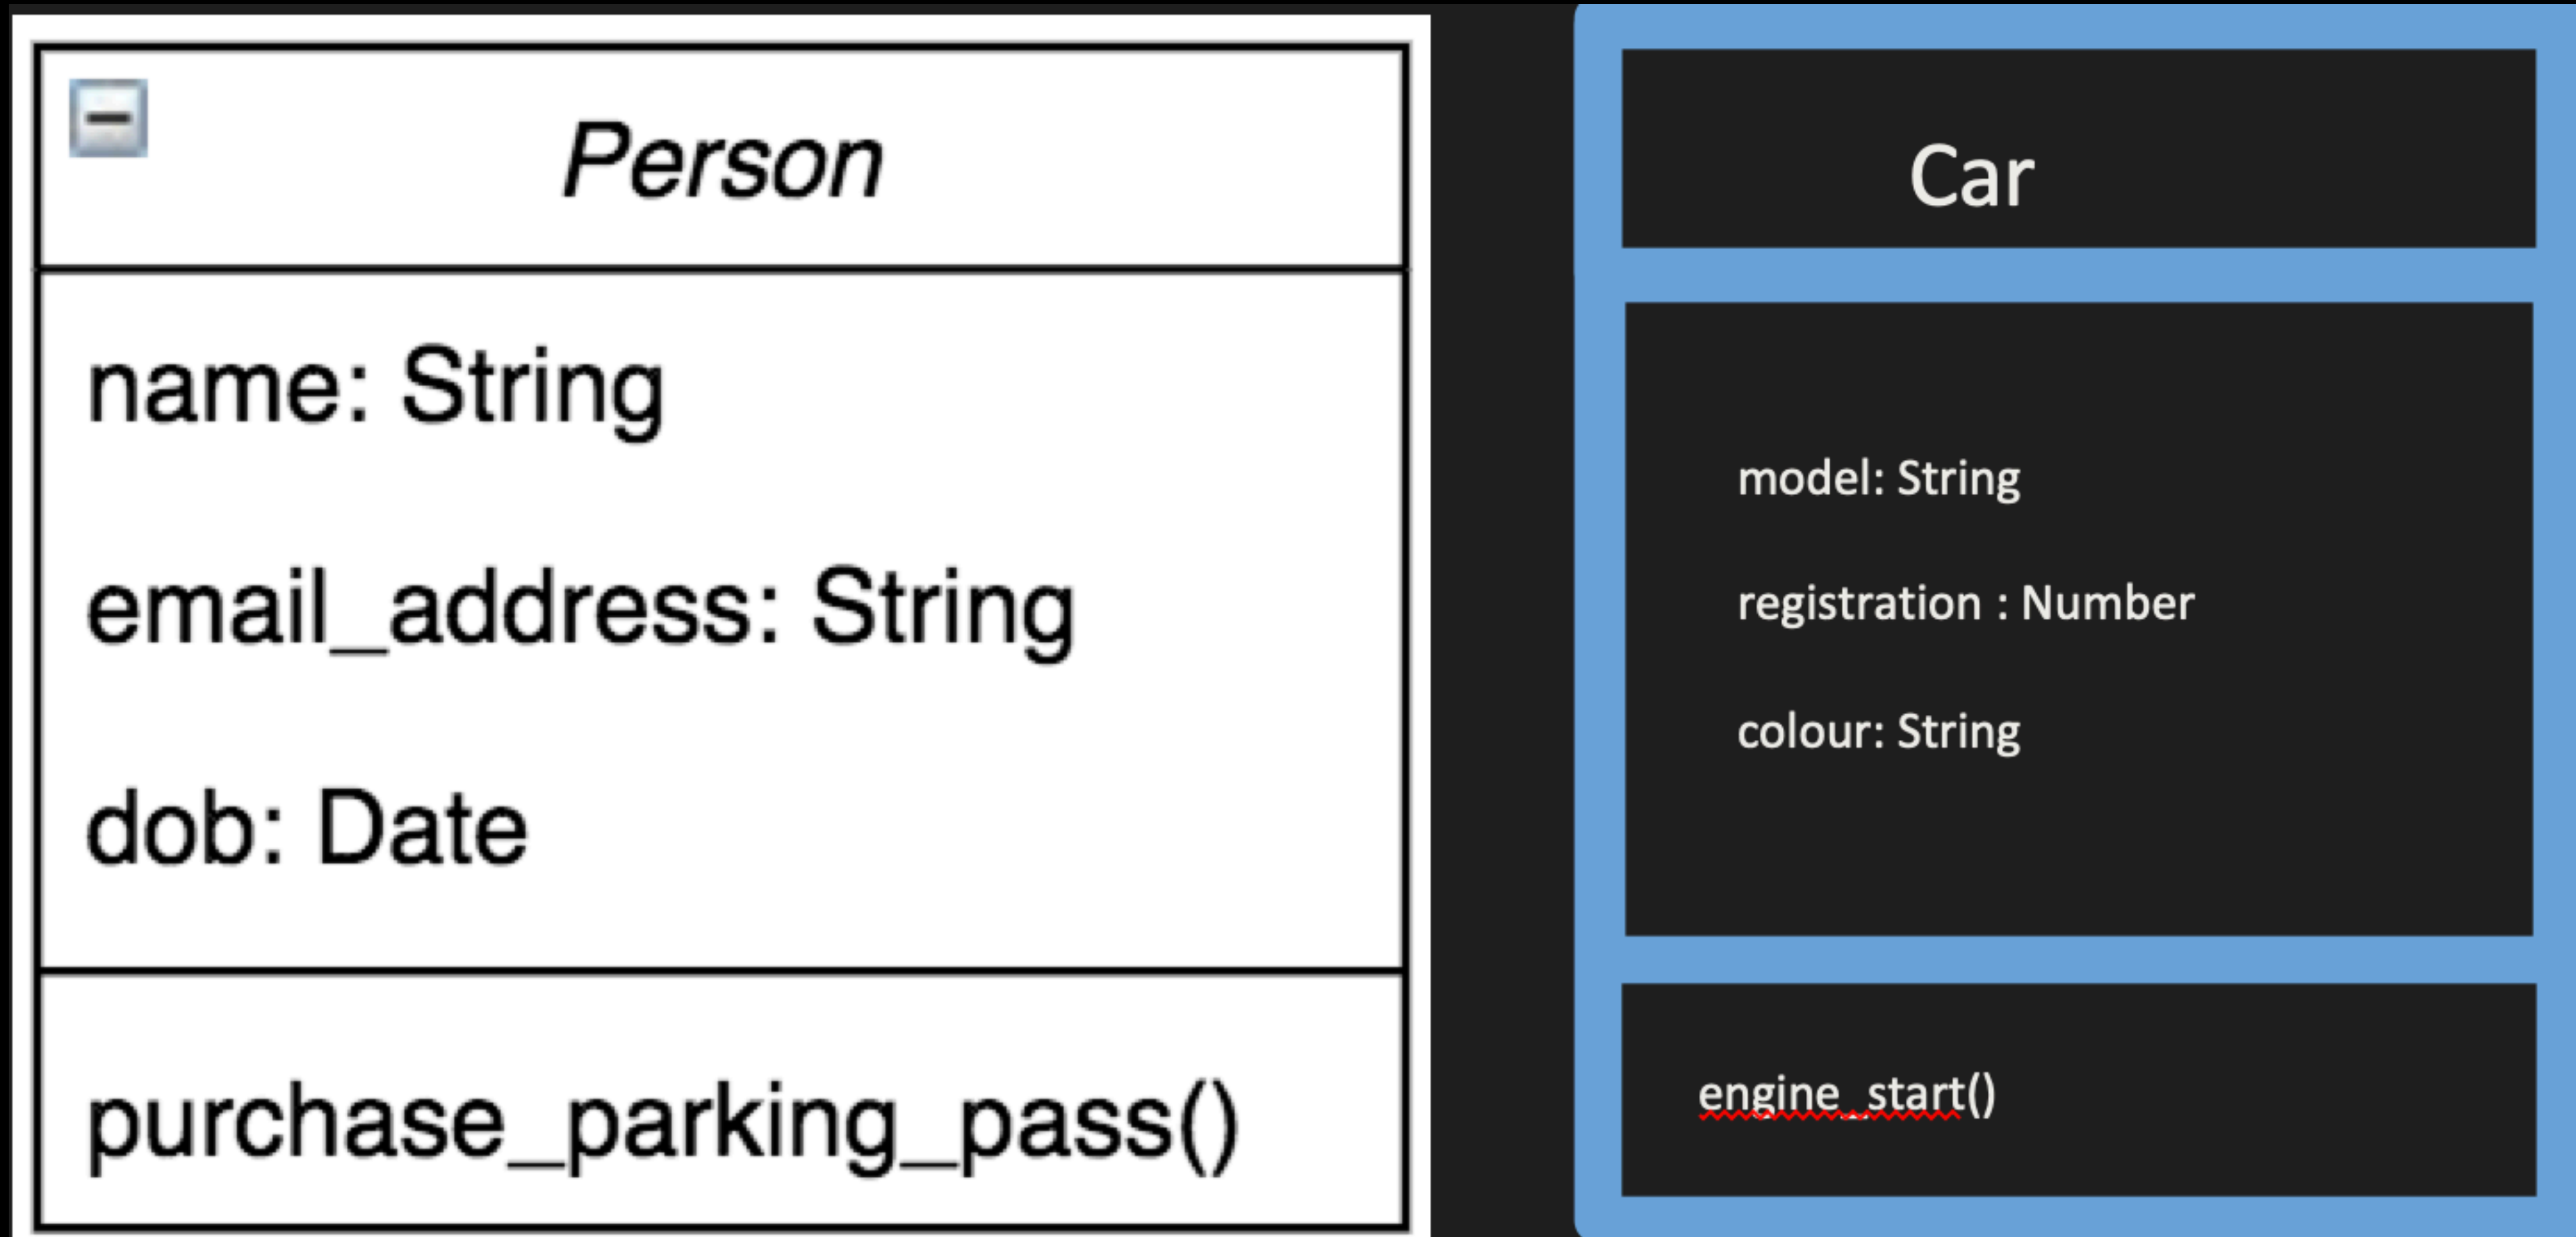 Person
name: String
email_address: String
dob: Date
purchase_parking_pass()
Car
model: String
registration : Number
colour: String
engine_start()